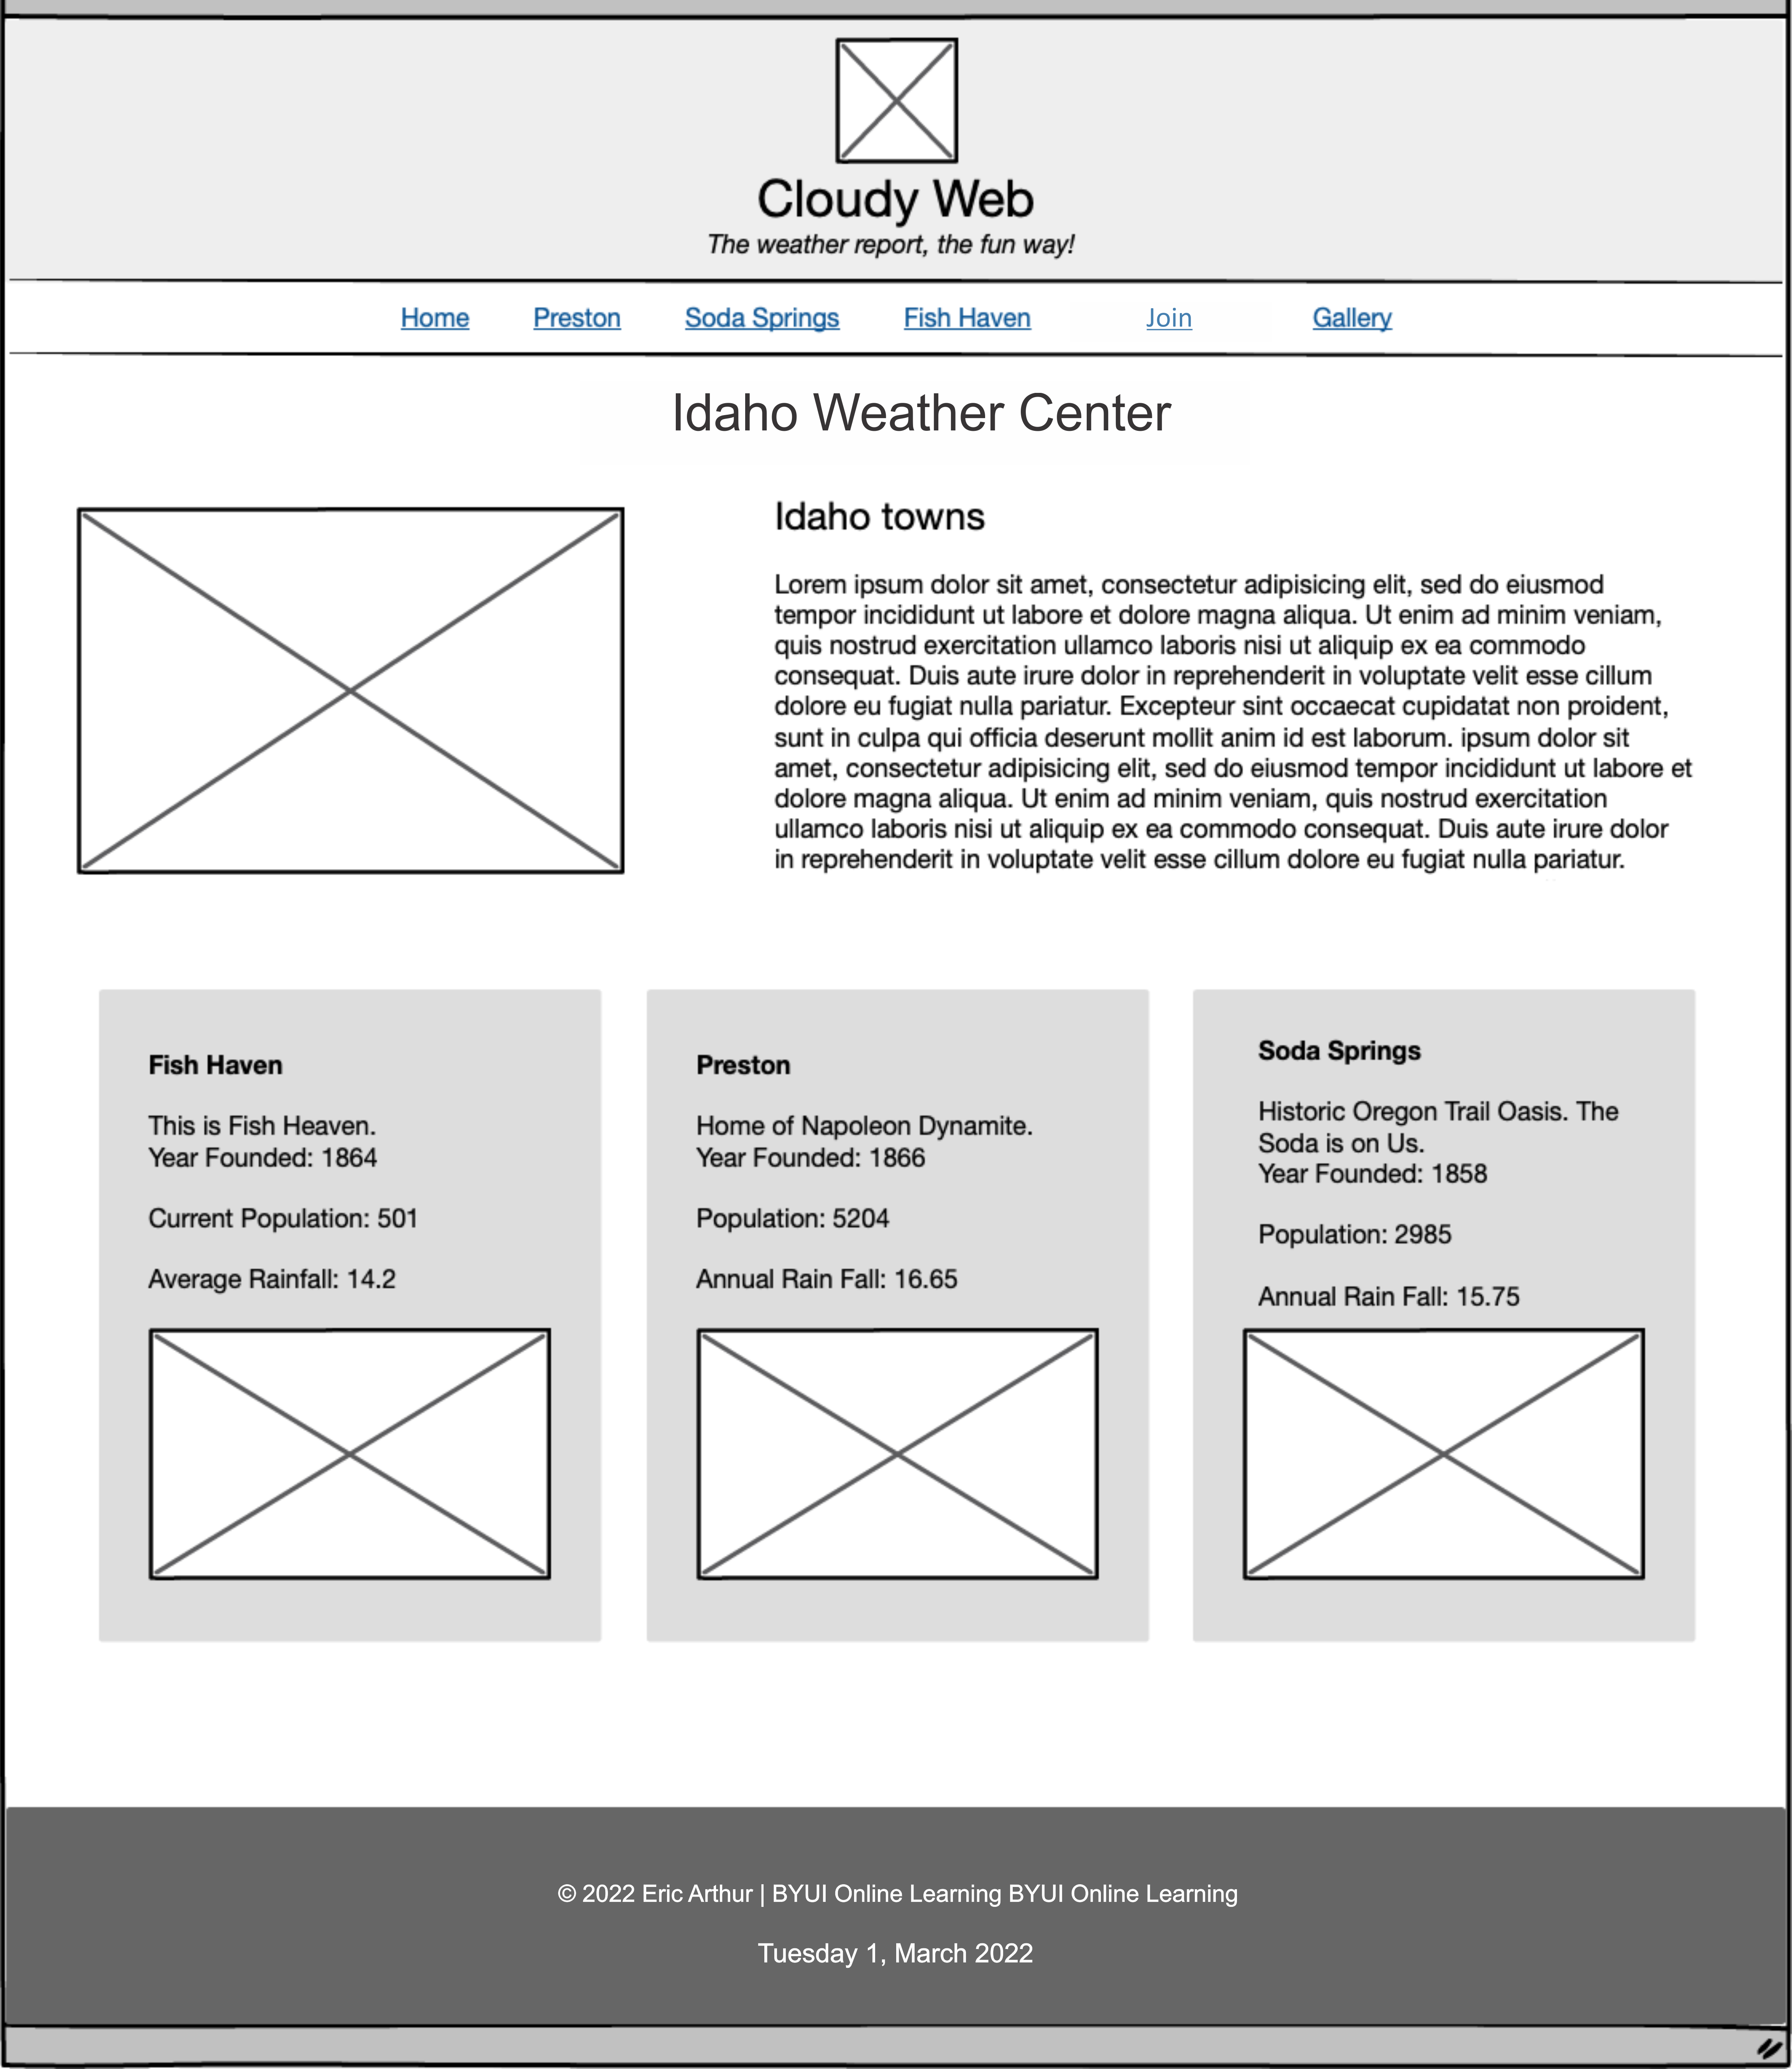 Cloudy Web
The weather report, the fun way!
Home Preston Soda Springs Fish Haven Join Gallery
Idaho Weather Center
Idaho towns
Lorem ipsum dolor sit amet, consectetur adipisicing elit, sed do eiusmod
tempor incididunt ut labore et dolore magna aliqua. Ut enim ad minim veniam,
quis nostrud exercitation ullamco laboris nisi ut aliquip ex ea commodo
consequat. Duis aute irure dolor in reprehenderit in voluptate velit esse cillum
dolore eu fugiat nulla pariatur. Excepteur sint occaecat cupidatat non proident,
sunt in culpa qui officia deserunt mollit anim id est laborum. ipsum dolor sit
amet, consectetur adipisicing elit, sed do eiusmod tempor incididunt ut labore et
dolore magna aliqua. Ut enim ad minim veniam, quis nostrud exercitation
ullamco laboris nisi ut aliquip ex ea commodo consequat. Duis aute irure dolor
in reprehenderit in voluptate velit esse cillum dolore eu fugiat nulla pariatur.
Fish Haven
This is Fish Heaven.
Year Founded: 1864
Current Population: 501
Average Rainfall: 14.2
Preston
Home of Napoleon Dynamite.
Year Founded: 1866
Population: 5204
Annual Rain Fall: 16.65
Soda Springs
Historic Oregon Trail Oasis. The
Soda is on Us.
Year Founded: 1858
Population: 2985
Annual Rain Fall: 15.75
© 2022 Eric Arthur | BYUI Online Learning BYUI Online Learning
Tuesday 1, March 2022